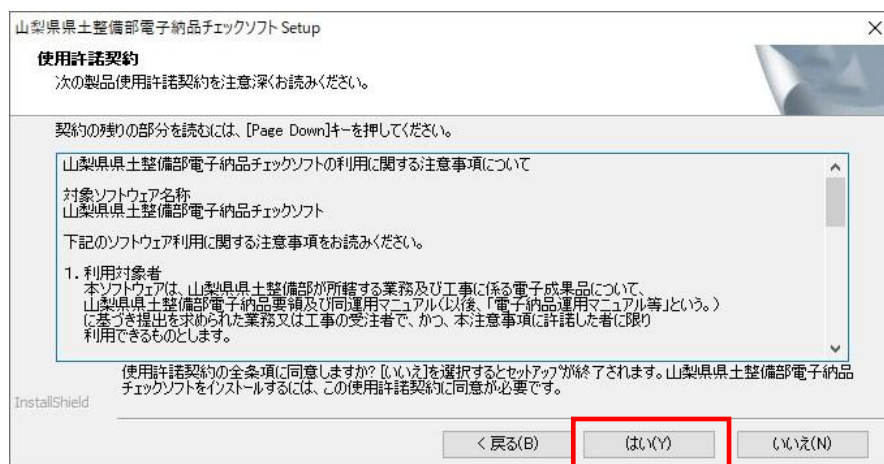 山梨県県土整備部電子納品チェックソフト Setup
使用許諾契約
次の製品使用許諾契約を注意深くお読みください。
契約の残りの部分を読むには、[Page Down]キーを押してください。
山梨県県土整備部電子納品チェックソフトの利用に関する注意事項について
対象ソフトウェア名称
山梨県県土整備部電子納品チェックソフト
下記のソフトウェア利用に関する注意事項をお読みください。
1. 利用対象者
本ソフトウェアは、山梨県県土整備部が所轄する業務及び工事に係る電子成果品について、
山梨県県土整備部電子納品要領及び同運用マニュアル(以後、「電子納品運用マニュアル等」という。)
に基づき提出を求められた業務又は工事の受注者で、かつ、本注意事項に許諾した者に限り
利用できるものとします。
使用許諾契約の全条項に同意しますか? [いいえ]を選択するとセットアップが終了されます。山梨県県土整備部電子納品
チェックソフトをインストールするには、この使用許諾契約に同意が必要です。
InstallShield
< 戻る(B)
はい(Y)
いいえ(N)